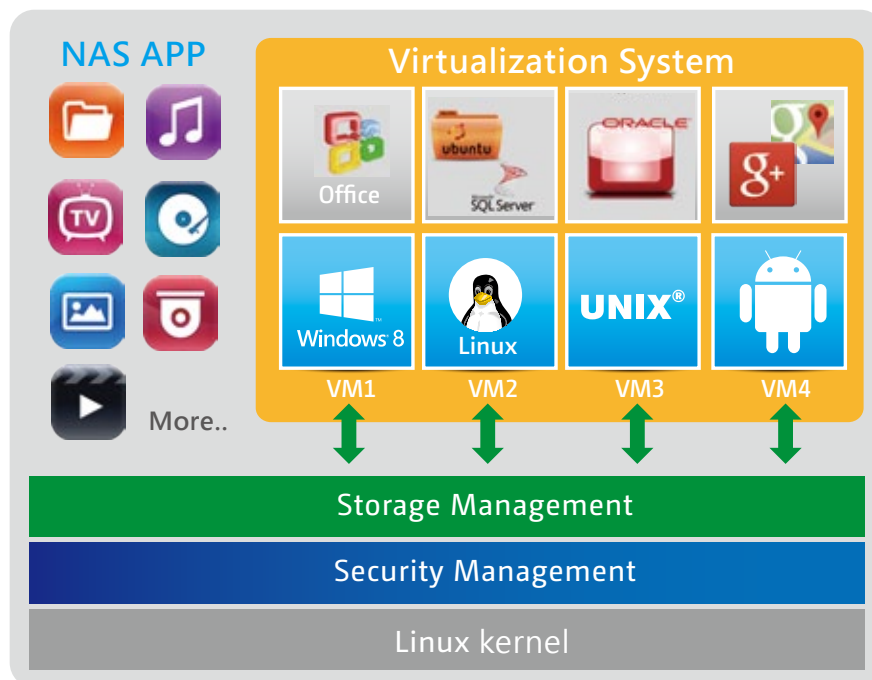 NAS APP
TV
More..
Virtualization System
Office
ubuntu
Microsoft
SQL Server
ORACLE
g+
Windows 8
Linux
UNIX®
VM1
VM2
VM3
VM4
Storage Management
Security Management
Linux kernel